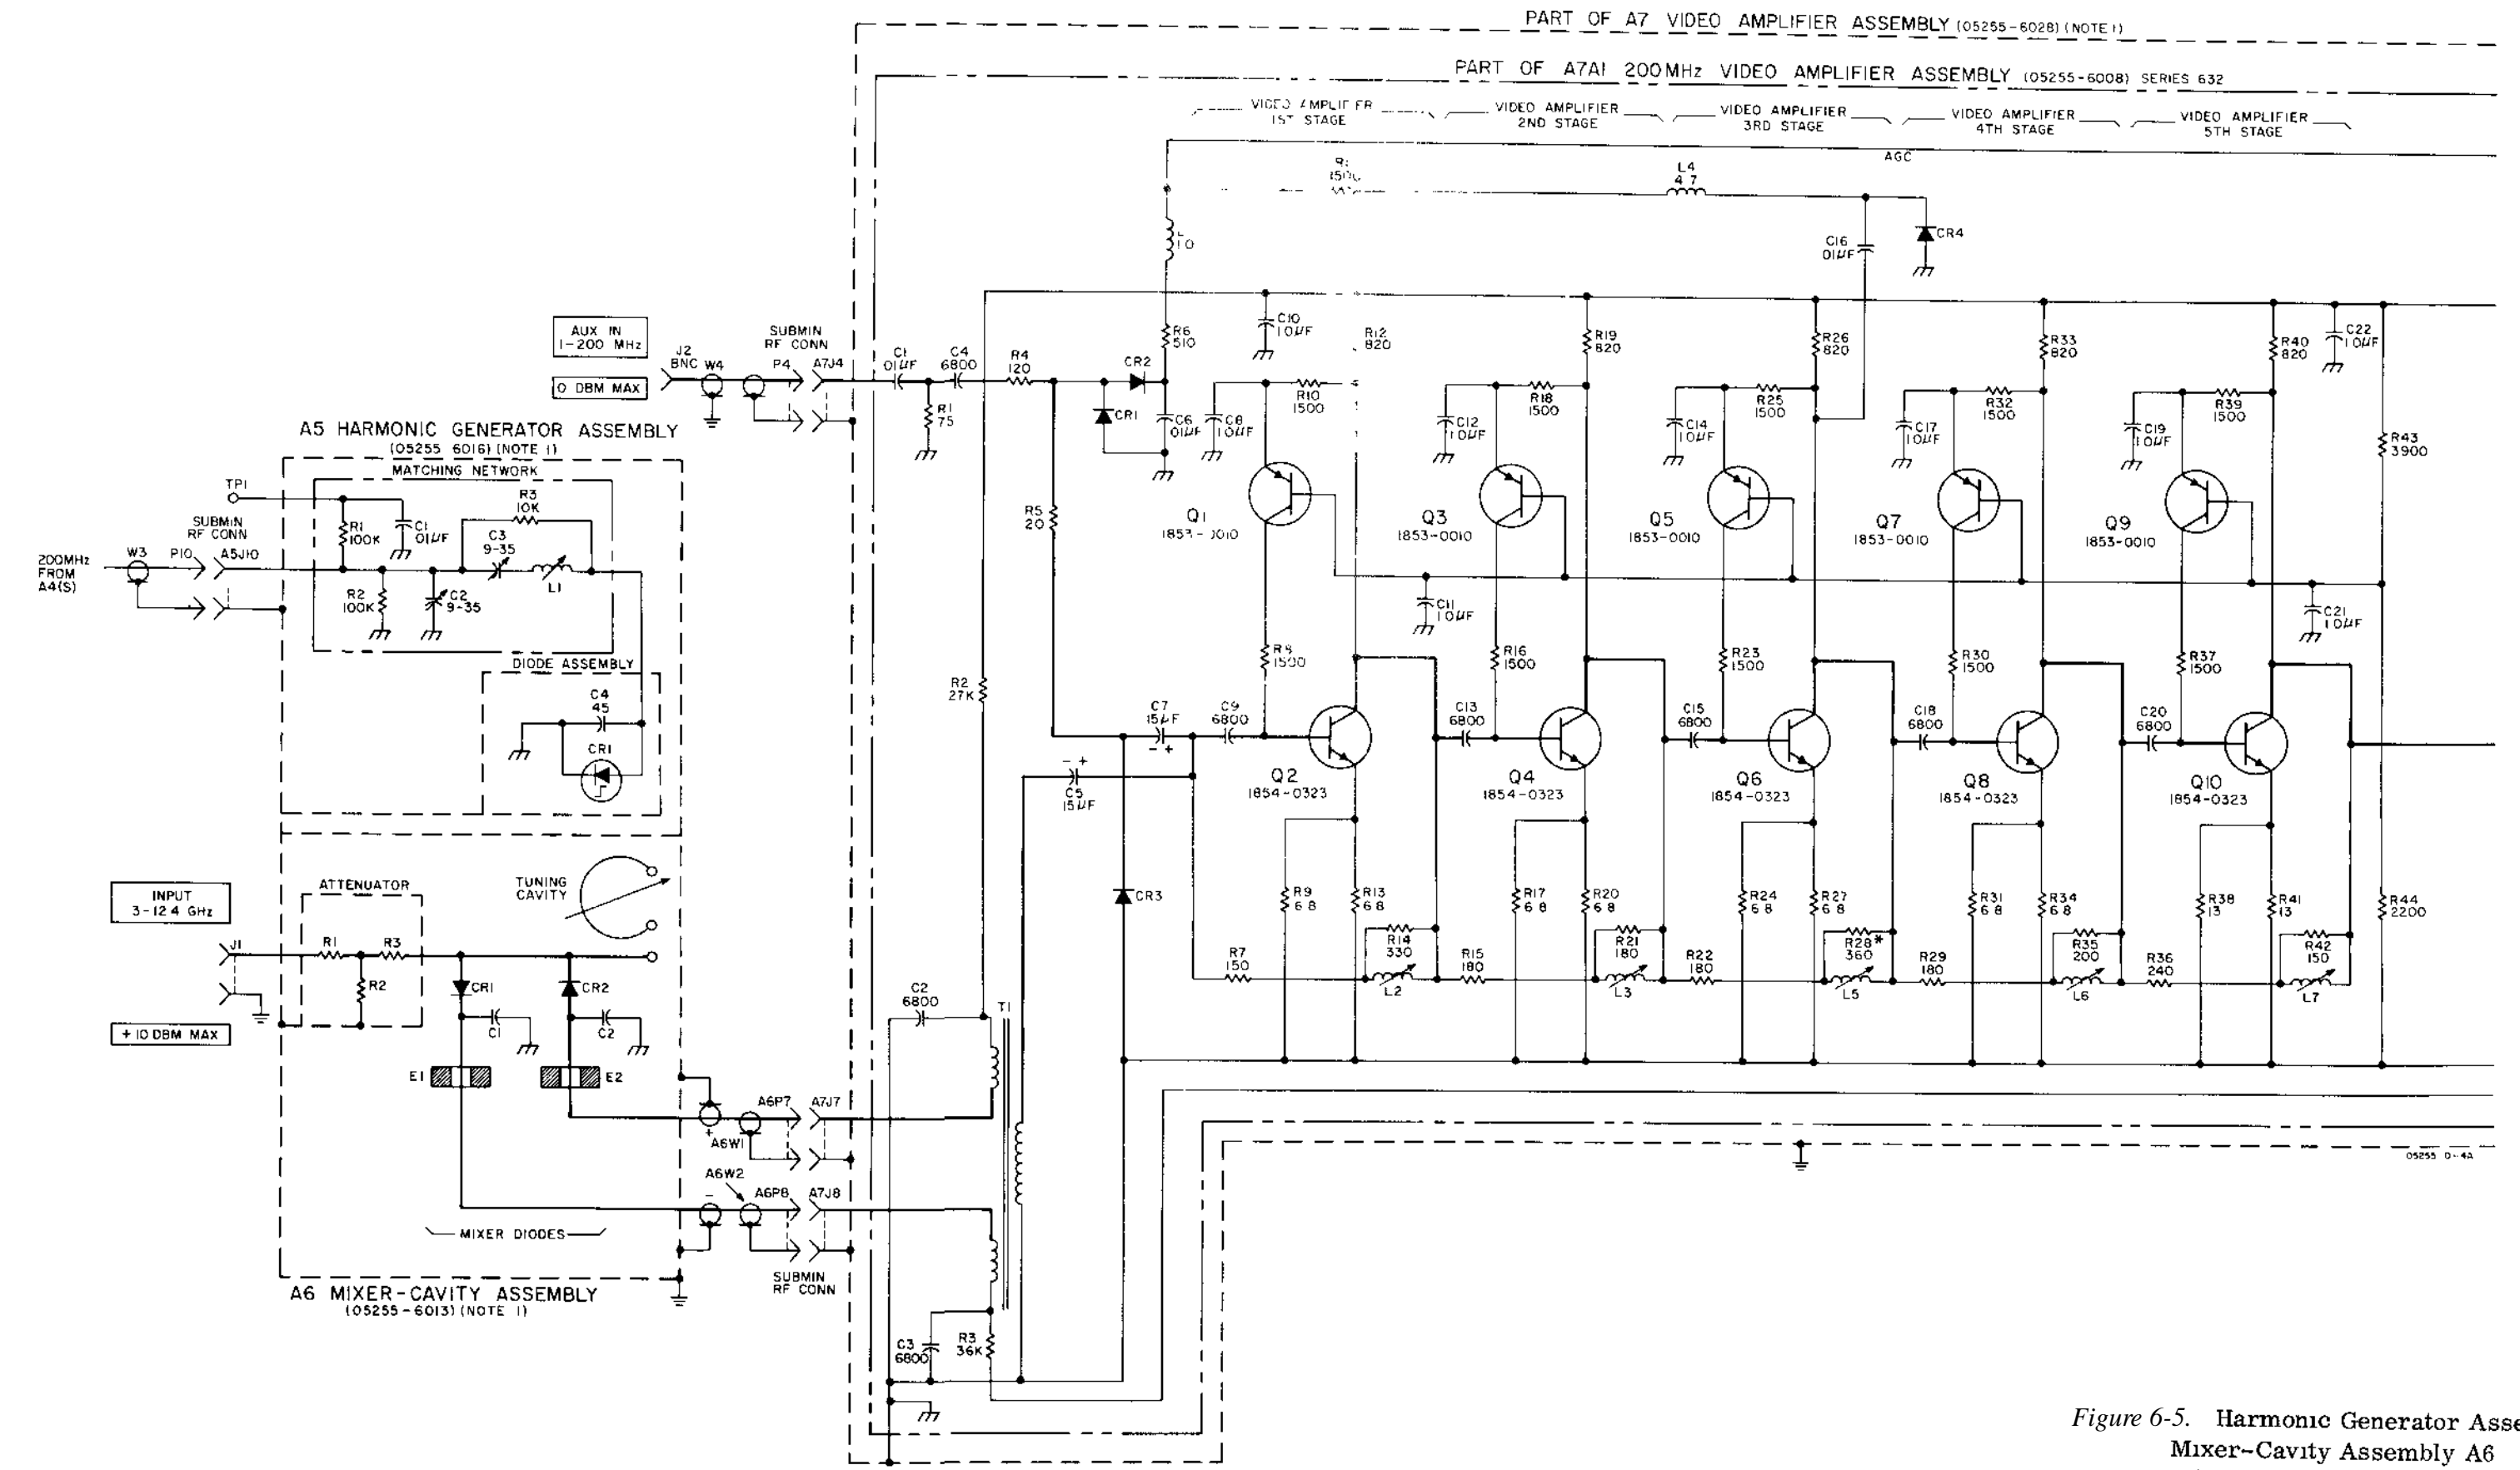 PART OF A7 VIDEO AMPLIFIER ASSEMBLY (05255-6028) (NOTE 1)
PART OF A7A1 200MHz VIDEO AMPLIFIER ASSEMBLY (05255-6008) SERIES 632
VIDEO AMPLIFIER
1ST STAGE
VIDEO AMPLIFIER
2ND STAGE
VIDEO AMPLIFIER
3RD STAGE
VIDEO AMPLIFIER
4TH STAGE
VIDEO AMPLIFIER
5TH STAGE
AGC
L4
4.7
C16
.01µF
CR4
AUX IN
1-200 MHz
0 DBM MAX
J2
BNC
W4
SUBMIN
RF CONN
P4
A7J4
C1
.01µF
C4
6800
R4
120
R1
75
CR2
CR1
R6
510
C6
.01µF
C8
1.0µF
C10
1.0µF
R10
1500
R12
820
C12
1.0µF
R18
1500
R19
820
C14
1.0µF
R25
1500
R26
820
C17
1.0µF
R32
1500
R33
820
C19
1.0µF
R39
1500
R40
820
C22
1.0µF
R43
3900
A5 HARMONIC GENERATOR ASSEMBLY
(05255 6016) (NOTE 1)
MATCHING NETWORK
TP1
R1
100K
C1
.01µF
R3
10K
C3
9-35
L1
SUBMIN
RF CONN
200MHz
FROM
A4(S)
W3
P10
A5J10
R2
100K
C2
9-35
DIODE ASSEMBLY
C4
45
CR1
R5
20
Q1
1853-0010
Q3
1853-0010
Q5
1853-0010
Q7
1853-0010
Q9
1853-0010
C11
1.0µF
C21
1.0µF
R8
1500
R16
1500
R23
1500
R30
1500
R37
1500
R2
27K
C7
15µF
- +
C9
6800
C13
6800
C15
6800
C18
6800
C20
6800
- +
C5
15µF
Q2
1854-0323
Q4
1854-0323
Q6
1854-0323
Q8
1854-0323
Q10
1854-0323
CR3
R9
6.8
R13
6.8
R17
6.8
R20
6.8
R24
6.8
R27
6.8
R31
6.8
R34
6.8
R38
13
R41
13
R44
2200
R7
150
R14
330
L2
R15
180
R21
180
L3
R22
180
R28*
360
L5
R29
180
R35
200
L6
R36
240
R42
150
L7
INPUT
3-12.4 GHz
ATTENUATOR
TUNING
CAVITY
J1
R1
R3
R2
CR1
CR2
C1
C2
+10 DBM MAX
E1
E2
C2
6800
T1
+
A6W1
A6P7
A7J7
A6W2
-
A6P8
A7J8
MIXER DIODES
SUBMIN
RF CONN
A6 MIXER-CAVITY ASSEMBLY
(05255-6013) (NOTE 1)
C3
6800
R3
36K
05255 D-4A
Figure 6-5. Harmonic Generator Asse
Mixer-Cavity Assembly A6